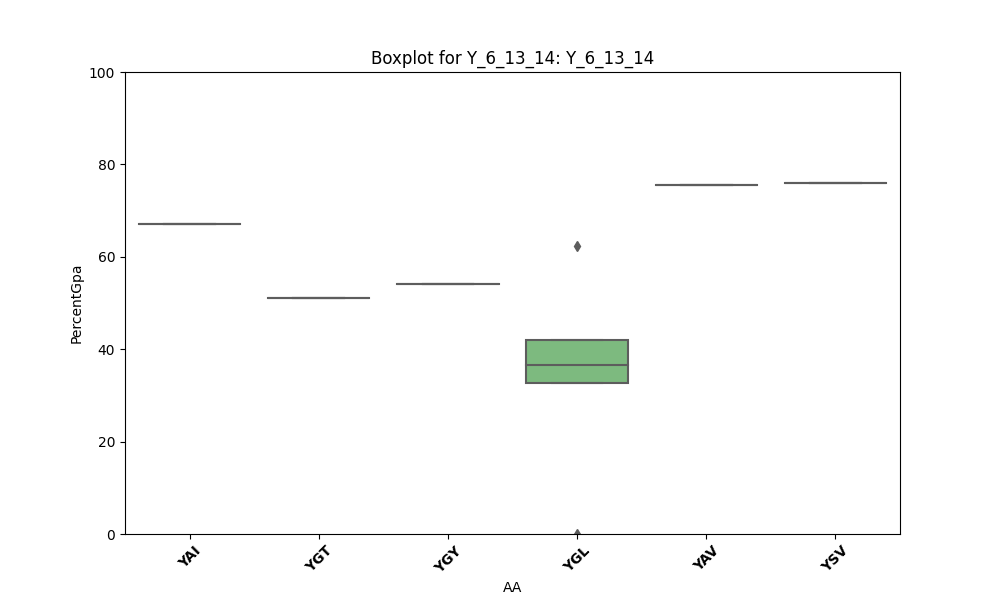 Boxplot for Y_6_13_14: Y_6_13_14
100
80
60
40
20
0
PercentGpa
YAI
YGT
YGY
YGL
YAV
YSV
AA